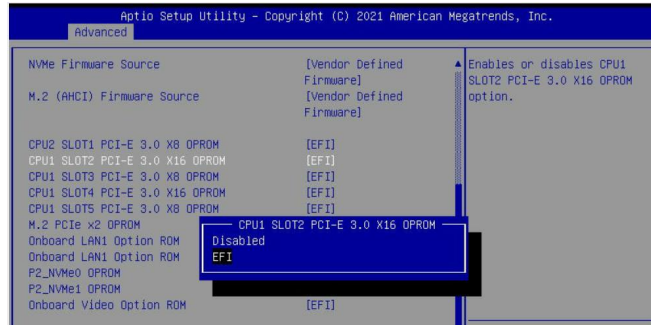 Aptio Setup Utility – Copyright (C) 2021 American Megatrends, Inc.
Advanced
NVMe Firmware Source [Vendor Defined Firmware]
M.2 (AHCI) Firmware Source [Vendor Defined Firmware]
CPU2 SLOT1 PCI-E 3.0 X8 OPROM [EFI]
CPU1 SLOT2 PCI-E 3.0 X16 OPROM [EFI]
CPU1 SLOT3 PCI-E 3.0 X8 OPROM [EFI]
CPU1 SLOT4 PCI-E 3.0 X16 OPROM [EFI]
CPU1 SLOT5 PCI-E 3.0 X8 OPROM [EFI]
M.2 PCIe x2 OPROM
Onboard LAN1 Option ROM
Onboard LAN1 Option ROM
P2_NVMe0 OPROM
P2_NVMe1 OPROM
Onboard Video Option ROM [EFI]
CPU1 SLOT2 PCI-E 3.0 X16 OPROM
Disabled
EFI
Enables or disables CPU1
SLOT2 PCI-E 3.0 X16 OPROM
option.